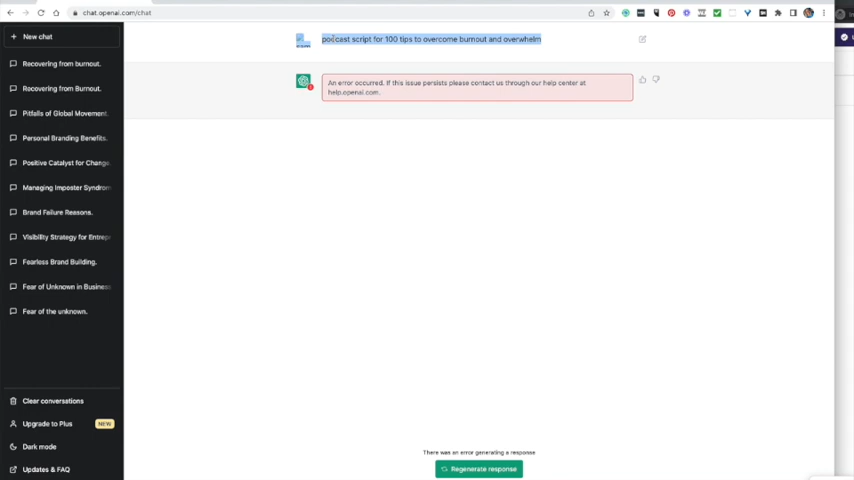 chat.openai.com/chat
New chat
Recovering from burnout.
Recovering from Burnout.
Pitfalls of Global Movement.
Personal Branding Benefits.
Positive Catalyst for Change.
Managing Imposter Syndrom
Brand Failure Reasons.
Visibility Strategy for Entrep
Fearless Brand Building.
Fear of Unknown in Business
Fear of the unknown.
Clear conversations
Upgrade to Plus NEW
Dark mode
Updates & FAQ
podcast script for 100 tips to overcome burnout and overwhelm
An error occurred. If this issue persists please contact us through our help center at
help.openai.com.
There was an error generating a response
Regenerate response